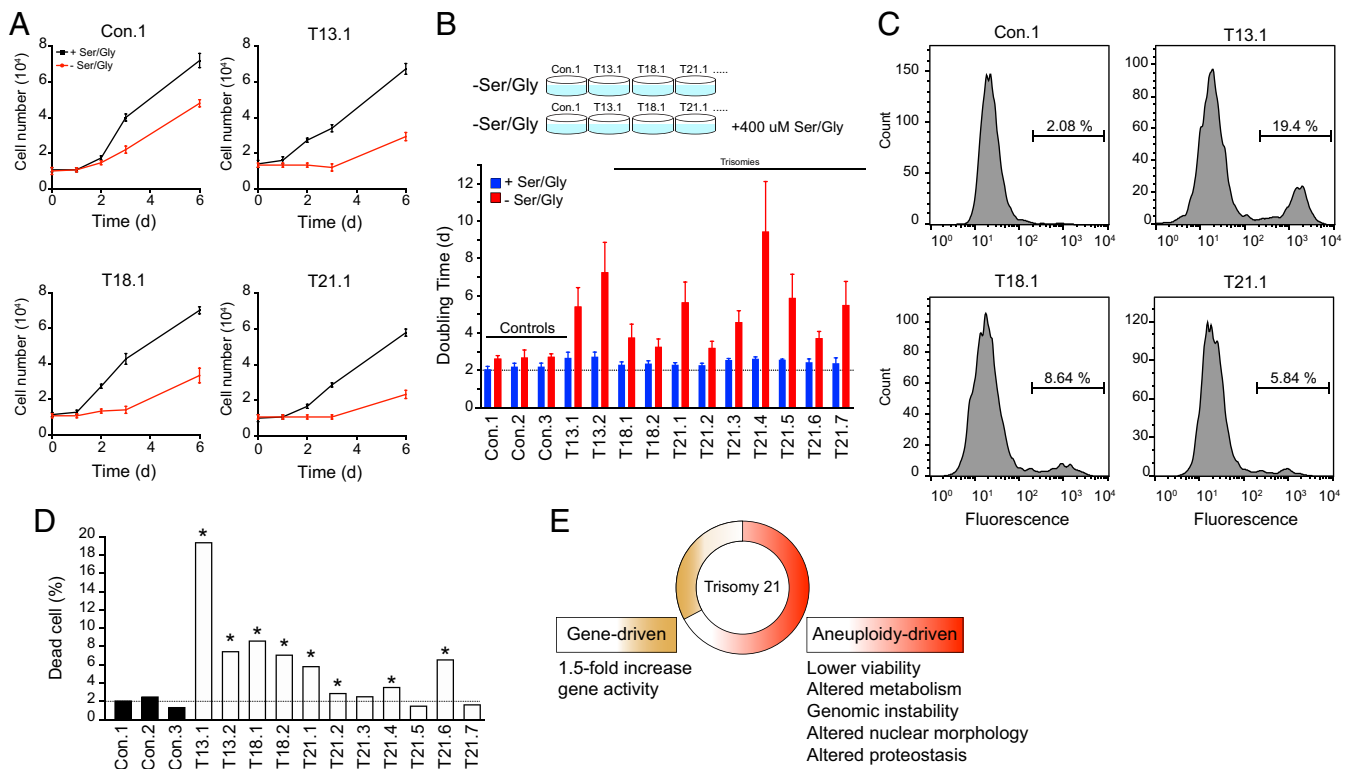 A
Con.1
+ Ser/Gly
- Ser/Gly
Cell number (10⁴)
8
6
4
2
0
0 2 4 6
Time (d)
T13.1
Cell number (10⁴)
8
6
4
2
0
0 2 4 6
Time (d)
T18.1
Cell number (10⁴)
8
6
4
2
0
0 2 4 6
Time (d)
T21.1
Cell number (10⁴)
8
6
4
2
0
0 2 4 6
Time (d)
B
Con.1 T13.1 T18.1 T21.1 .....
-Ser/Gly
Con.1 T13.1 T18.1 T21.1 .....
-Ser/Gly
+400 uM Ser/Gly
Trisomies
+ Ser/Gly
- Ser/Gly
Controls
Doubling Time (d)
12
10
8
6
4
2
0
Con.1 Con.2 Con.3 T13.1 T13.2 T18.1 T18.2 T21.1 T21.2 T21.3 T21.4 T21.5 T21.6 T21.7
C
Con.1
2.08 %
Count
150
100
50
0
10⁰ 10¹ 10² 10³ 10⁴
T13.1
19.4 %
100
80
60
40
20
0
10⁰ 10¹ 10² 10³ 10⁴
T18.1
8.64 %
Count
100
80
60
40
20
0
10⁰ 10¹ 10² 10³ 10⁴
Fluorescence
T21.1
5.84 %
120
90
60
30
0
10⁰ 10¹ 10² 10³ 10⁴
Fluorescence
D
Dead cell (%)
20
18
16
14
12
10
8
6
4
2
0
* * * * * * * *
Con.1 Con.2 Con.3 T13.1 T13.2 T18.1 T18.2 T21.1 T21.2 T21.3 T21.4 T21.5 T21.6 T21.7
E
Trisomy 21
Gene-driven
1.5-fold increase
gene activity
Aneuploidy-driven
Lower viability
Altered metabolism
Genomic instability
Altered nuclear morphology
Altered proteostasis